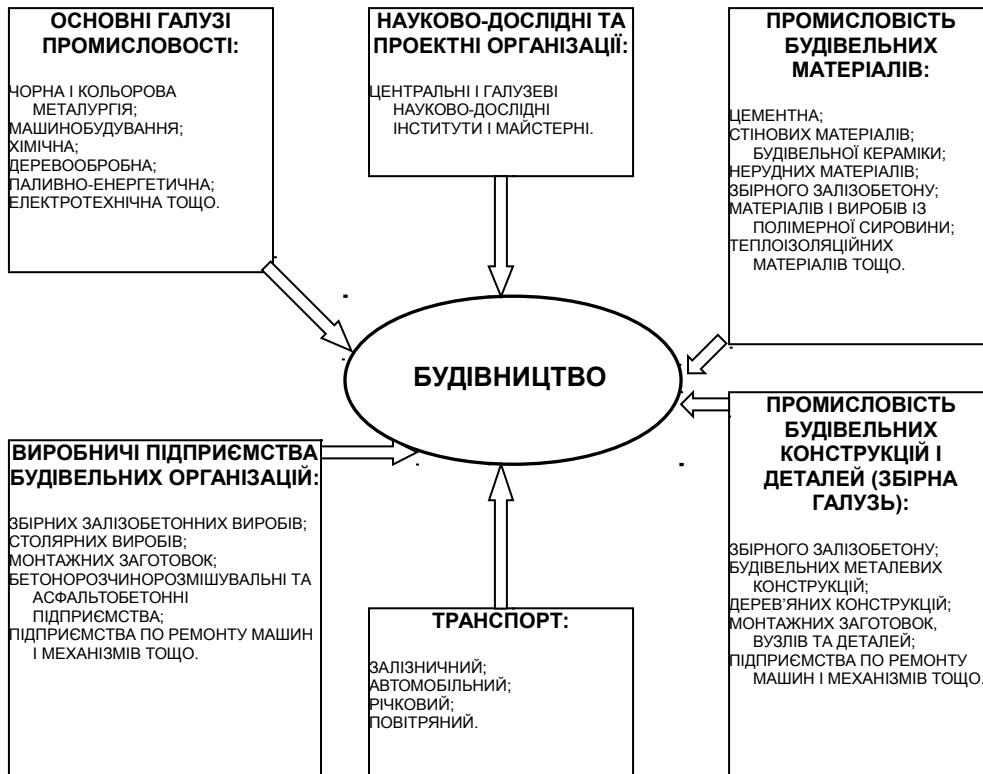 ОСНОВНІ ГАЛУЗІ
ПРОМИСЛОВОСТІ:
ЧОРНА І КОЛЬОРОВА
МЕТАЛУРГІЯ;
МАШИНОБУДУВАННЯ;
ХІМІЧНА;
ДЕРЕВООБРОБНА;
ПАЛИВНО-ЕНЕРГЕТИЧНА;
ЕЛЕКТРОТЕХНІЧНА ТОЩО.
НАУКОВО-ДОСЛІДНІ ТА
ПРОЕКТНІ ОРГАНІЗАЦІЇ:
ЦЕНТРАЛЬНІ І ГАЛУЗЕВІ
НАУКОВО-ДОСЛІДНІ
ІНСТИТУТИ І МАЙСТЕРНІ.
ПРОМИСЛОВІСТЬ
БУДІВЕЛЬНИХ
МАТЕРІАЛІВ:
ЦЕМЕНТНА;
СТІНОВИХ МАТЕРІАЛІВ;
БУДІВЕЛЬНОЇ КЕРАМІКИ;
НЕРУДНИХ МАТЕРІАЛІВ;
ЗБІРНОГО ЗАЛІЗОБЕТОНУ;
МАТЕРІАЛІВ І ВИРОБІВ ІЗ
ПОЛІМЕРНОЇ СИРОВИНИ;
ТЕПЛОІЗОЛЯЦІЙНИХ
МАТЕРІАЛІВ ТОЩО.
БУДІВНИЦТВО
ВИРОБНИЧІ ПІДПРИЄМСТВА
БУДІВЕЛЬНИХ ОРГАНІЗАЦІЙ:
ЗБІРНИХ ЗАЛІЗОБЕТОННИХ ВИРОБІВ;
СТОЛЯРНИХ ВИРОБІВ;
МОНТАЖНИХ ЗАГОТОВОК;
БЕТОНОРОЗЧИНОРОЗМІШУВАЛЬНІ ТА
АСФАЛЬТОБЕТОННІ
ПІДПРИЄМСТВА;
ПІДПРИЄМСТВА ПО РЕМОНТУ МАШИН
І МЕХАНІЗМІВ ТОЩО.
ТРАНСПОРТ:
ЗАЛІЗНИЧНИЙ;
АВТОМОБІЛЬНИЙ;
РІЧКОВИЙ;
ПОВІТРЯНИЙ.
ПРОМИСЛОВІСТЬ
БУДІВЕЛЬНИХ
КОНСТРУКЦІЙ І
ДЕТАЛЕЙ (ЗБІРНА
ГАЛУЗЬ):
ЗБІРНОГО ЗАЛІЗОБЕТОНУ;
БУДІВЕЛЬНИХ МЕТАЛЕВИХ
КОНСТРУКЦІЙ;
ДЕРЕВ'ЯНИХ КОНСТРУКЦІЙ;
МОНТАЖНИХ ЗАГОТОВОК,
ВУЗЛІВ ТА ДЕТАЛЕЙ;
ПІДПРИЄМСТВА ПО РЕМОНТУ
МАШИН І МЕХАНІЗМІВ ТОЩО.